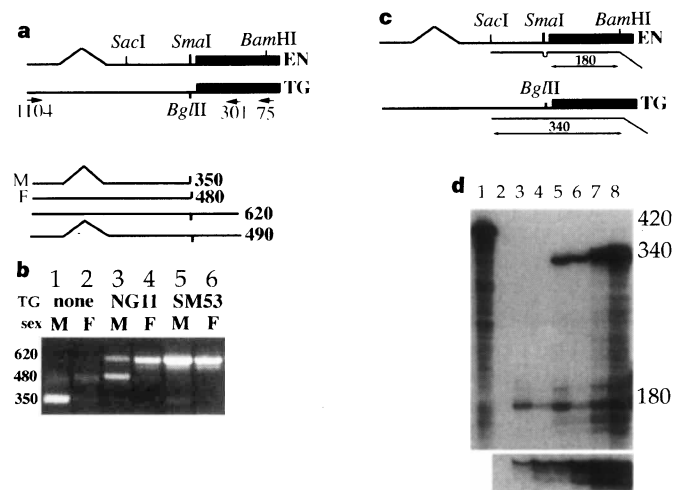 a
SacI SmaI BamHI
EN
TG
1104 BglII 301 75
M 350
F 480
620
490
b
1 2 3 4 5 6
TG none NG11 SM53
sex M F M F M F
620
480
350
c
SacI SmaI BamHI
EN
180
BglII
TG
340
d
1 2 3 4 5 6 7 8
420
340
180